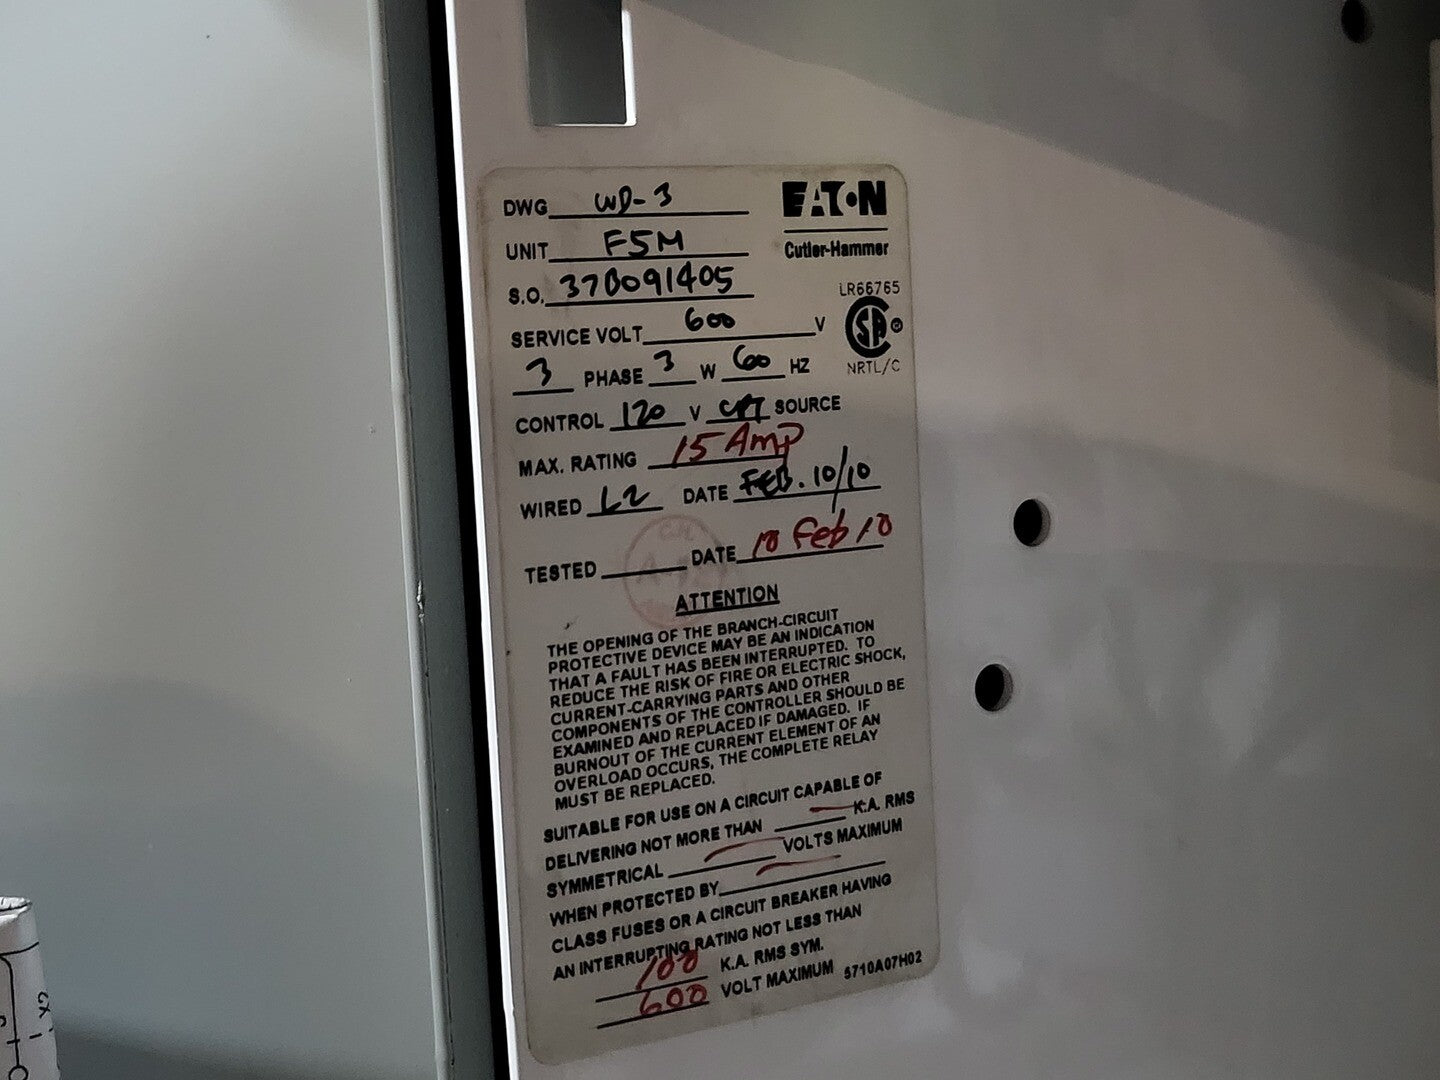 DWG WD-3
EATON
UNIT F5M
Cutler-Hammer
S.O. 37B091405
LR66765
SERVICE VOLT 600 V
SA
3 PHASE 3 W 60 HZ
NRTL/C
CONTROL 120 V CPT SOURCE
MAX. RATING 15 Amp
WIRED L2 DATE FEB. 10/10
TESTED DATE 10 Feb 10
ATTENTION
THE OPENING OF THE BRANCH-CIRCUIT
PROTECTIVE DEVICE MAY BE AN INDICATION
THAT A FAULT HAS BEEN INTERRUPTED. TO
REDUCE THE RISK OF FIRE OR ELECTRIC SHOCK,
CURRENT-CARRYING PARTS AND OTHER
COMPONENTS OF THE CONTROLLER SHOULD BE
EXAMINED AND REPLACED IF DAMAGED. IF
BURNOUT OF THE CURRENT ELEMENT OF AN
OVERLOAD OCCURS, THE COMPLETE RELAY
MUST BE REPLACED.
SUITABLE FOR USE ON A CIRCUIT CAPABLE OF
DELIVERING NOT MORE THAN — K.A. RMS
SYMMETRICAL — VOLTS MAXIMUM
WHEN PROTECTED BY —
CLASS FUSES OR A CIRCUIT BREAKER HAVING
AN INTERRUPTING RATING NOT LESS THAN
100 K.A. RMS SYM.
600 VOLT MAXIMUM 5710A07H02